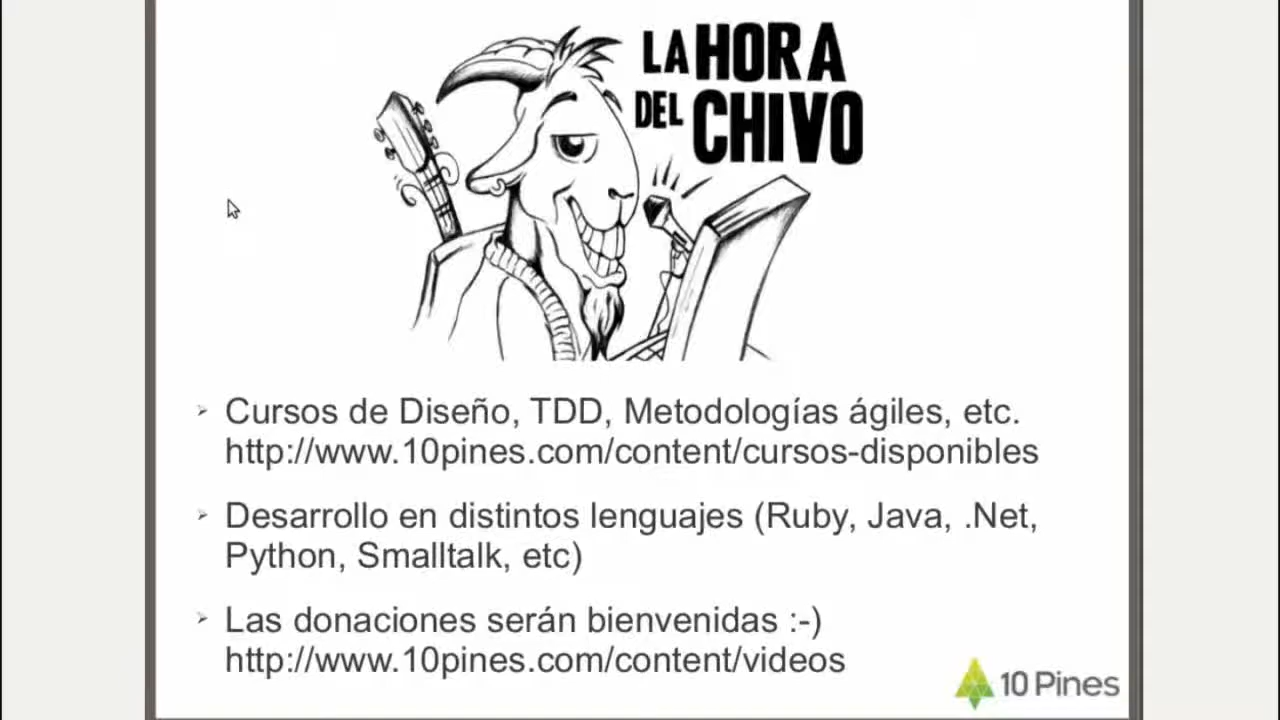 LA HORA
DEL CHIVO
Cursos de Diseño, TDD, Metodologías ágiles, etc.
http://www.10pines.com/content/cursos-disponibles
Desarrollo en distintos lenguajes (Ruby, Java, .Net,
Python, Smalltalk, etc)
Las donaciones serán bienvenidas :-)
http://www.10pines.com/content/videos
10 Pines